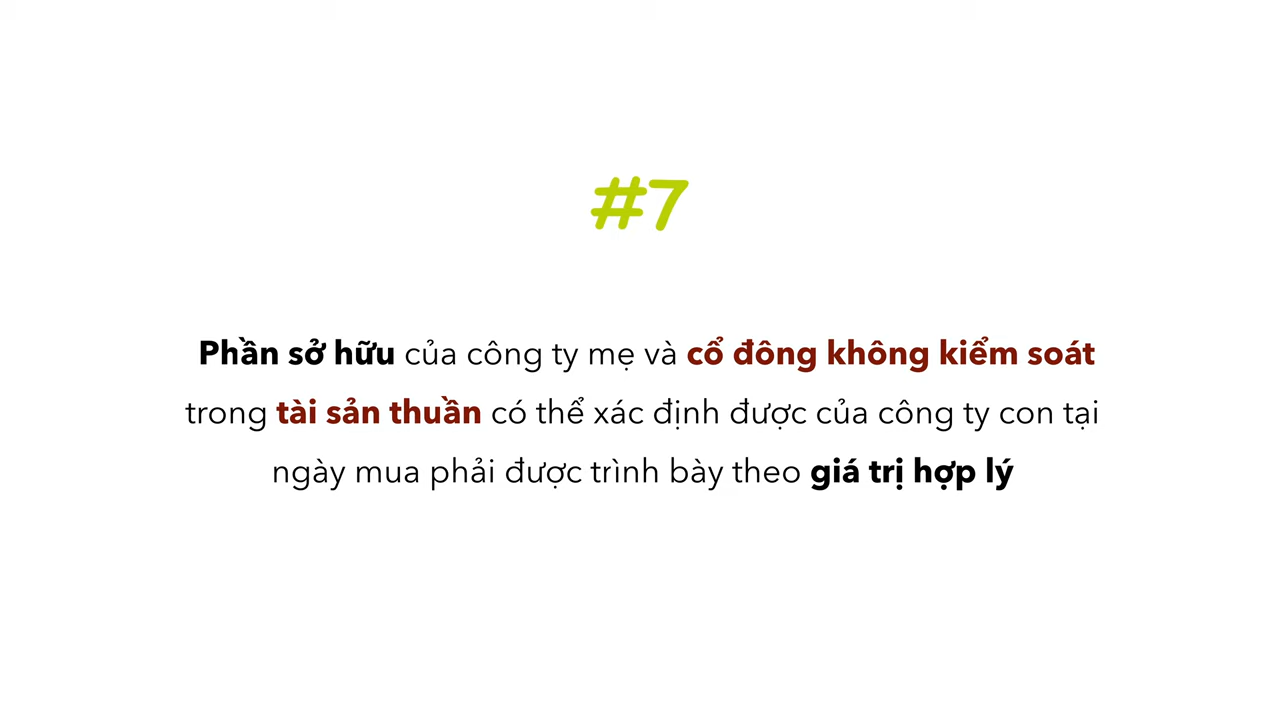 #7
Phần sở hữu của công ty mẹ và cổ đông không kiểm soát
trong tài sản thuần có thể xác định được của công ty con tại
ngày mua phải được trình bày theo giá trị hợp lý